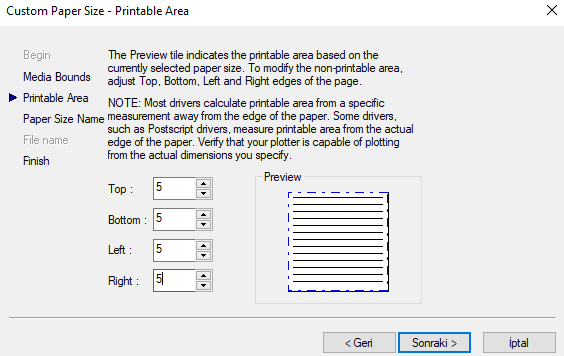 Custom Paper Size - Printable Area
Begin
Media Bounds
Printable Area
Paper Size Name
File name
Finish
The Preview tile indicates the printable area based on the
currently selected paper size. To modify the non-printable area,
adjust Top, Bottom, Left and Right edges of the page.
NOTE: Most drivers calculate printable area from a specific
measurement away from the edge of the paper. Some drivers,
such as Postscript drivers, measure printable area from the actual
edge of the paper. Verify that your plotter is capable of plotting
from the actual dimensions you specify.
Top : 5
Bottom : 5
Left : 5
Right : 5
Preview
< Geri
Sonraki >
İptal